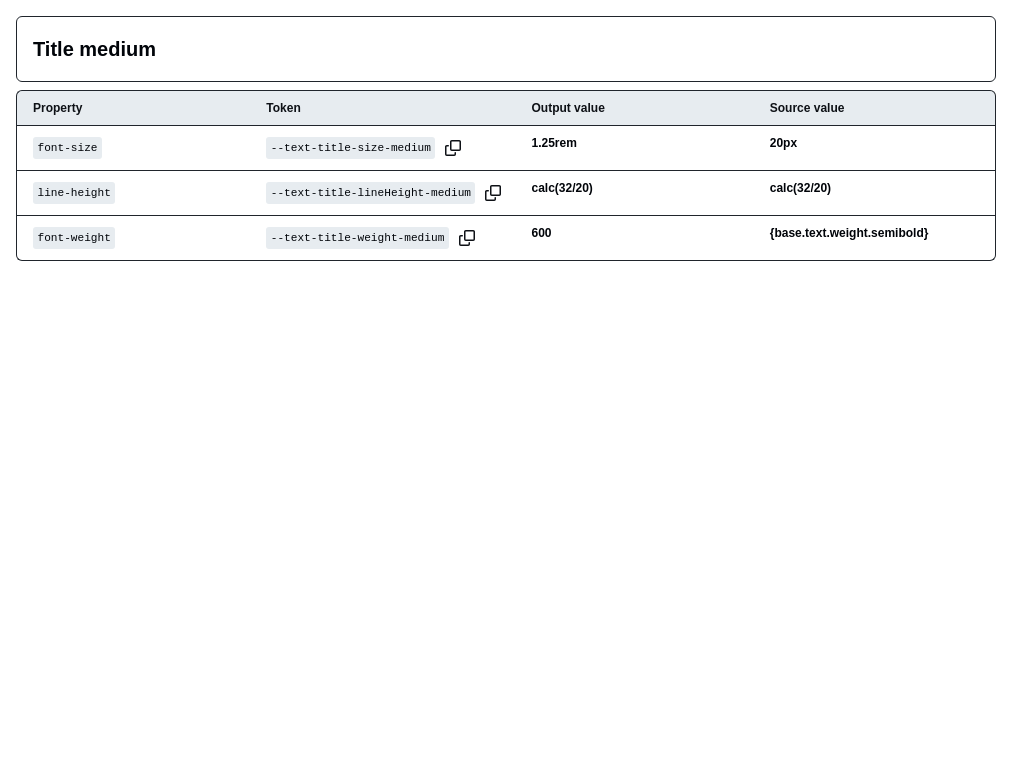 Title medium
Property Token Output value Source value
font-size --text-title-size-medium 1.25rem 20px
line-height --text-title-lineHeight-medium calc(32/20) calc(32/20)
font-weight --text-title-weight-medium 600 {base.text.weight.semibold}